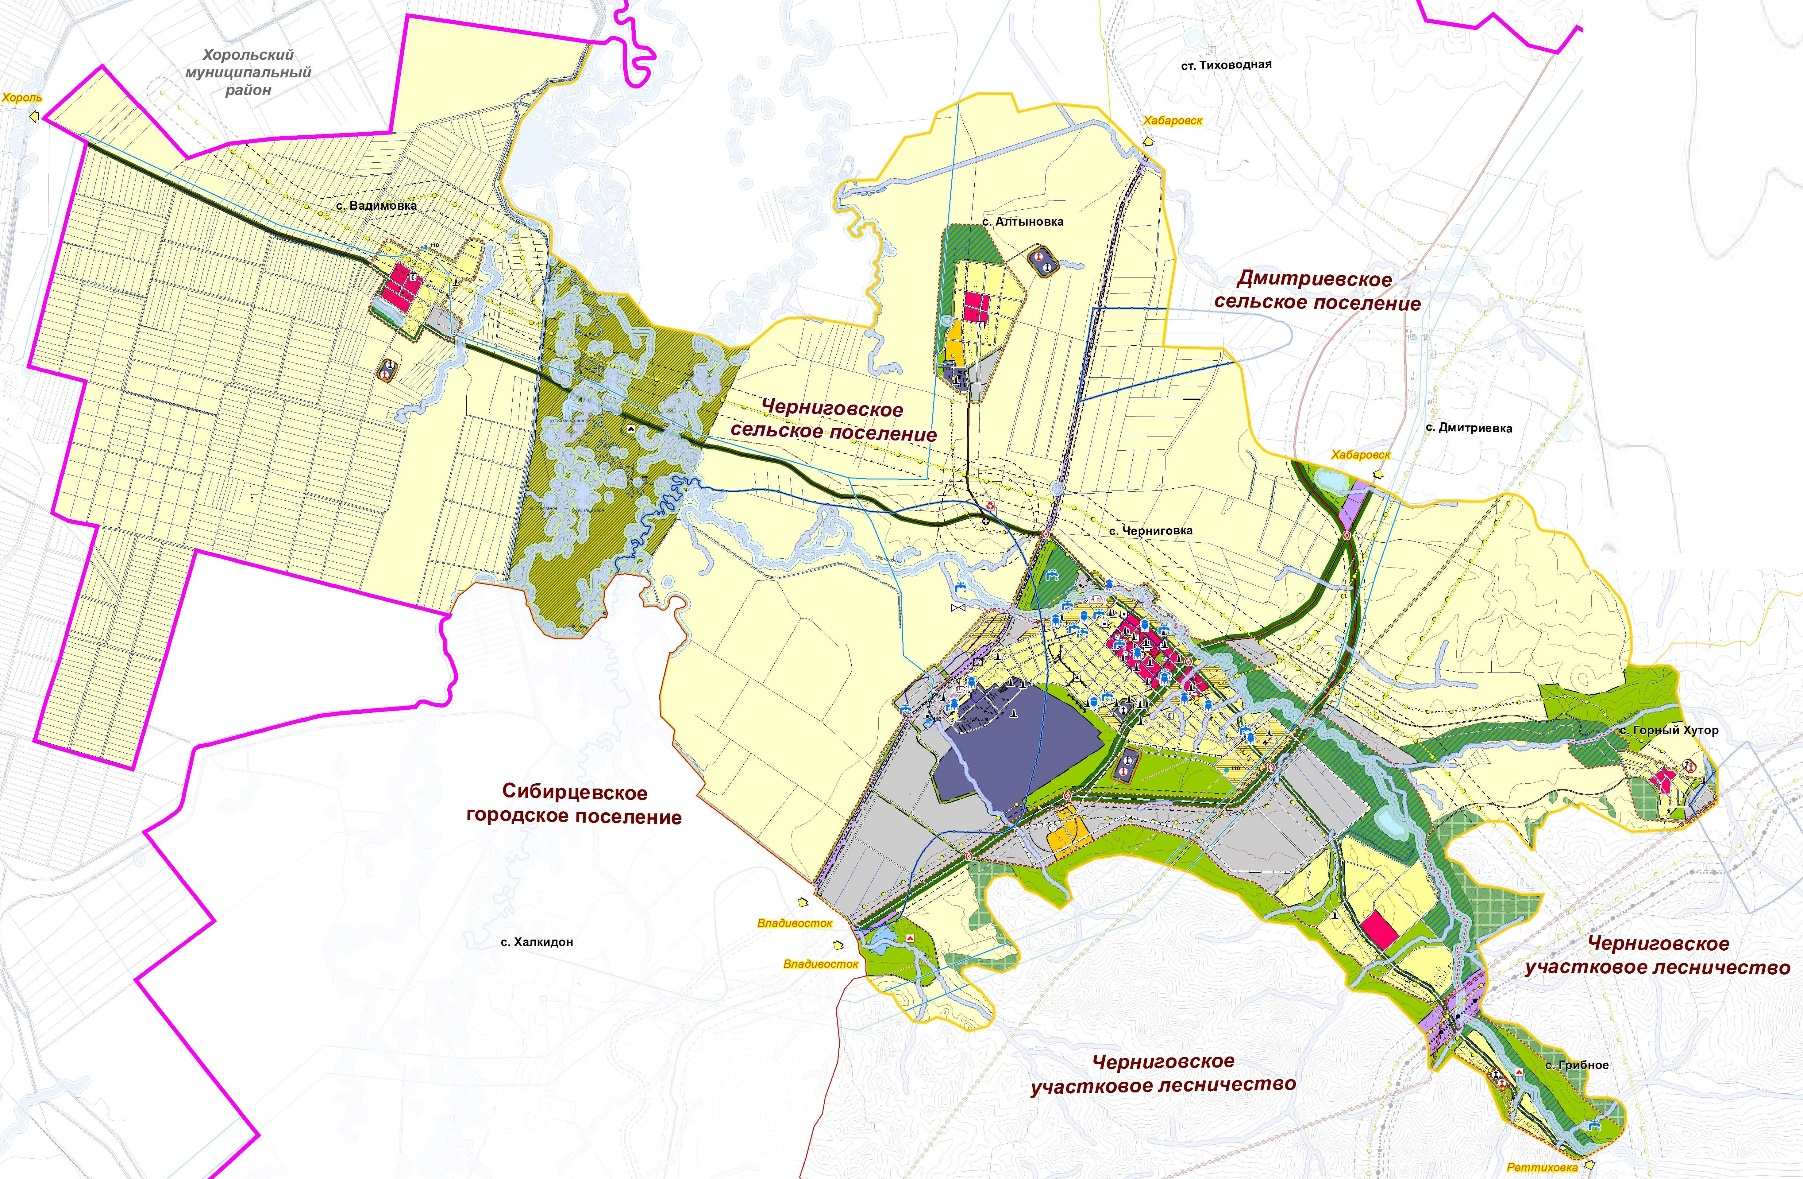 Хорольский
муниципальный
район
Хороль
ст. Тиховодная
Хабаровск
с. Вадимовка
с. Алтыновка
Дмитриевское
сельское поселение
Черниговское
сельское поселение
с. Дмитриевка
Хабаровск
с. Черниговка
с. Горный Хутор
Сибирцевское
городское поселение
Владивосток
с. Халкидон
Владивосток
Черниговское
участковое лесничество
Черниговское
участковое лесничество
с. Грибное
Реттиховка